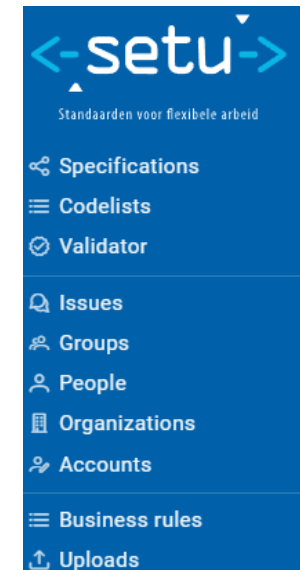 <-setu->
Standaarden voor flexibele arbeid
Specifications
Codelists
Validator
Issues
Groups
People
Organizations
Accounts
Business rules
Uploads